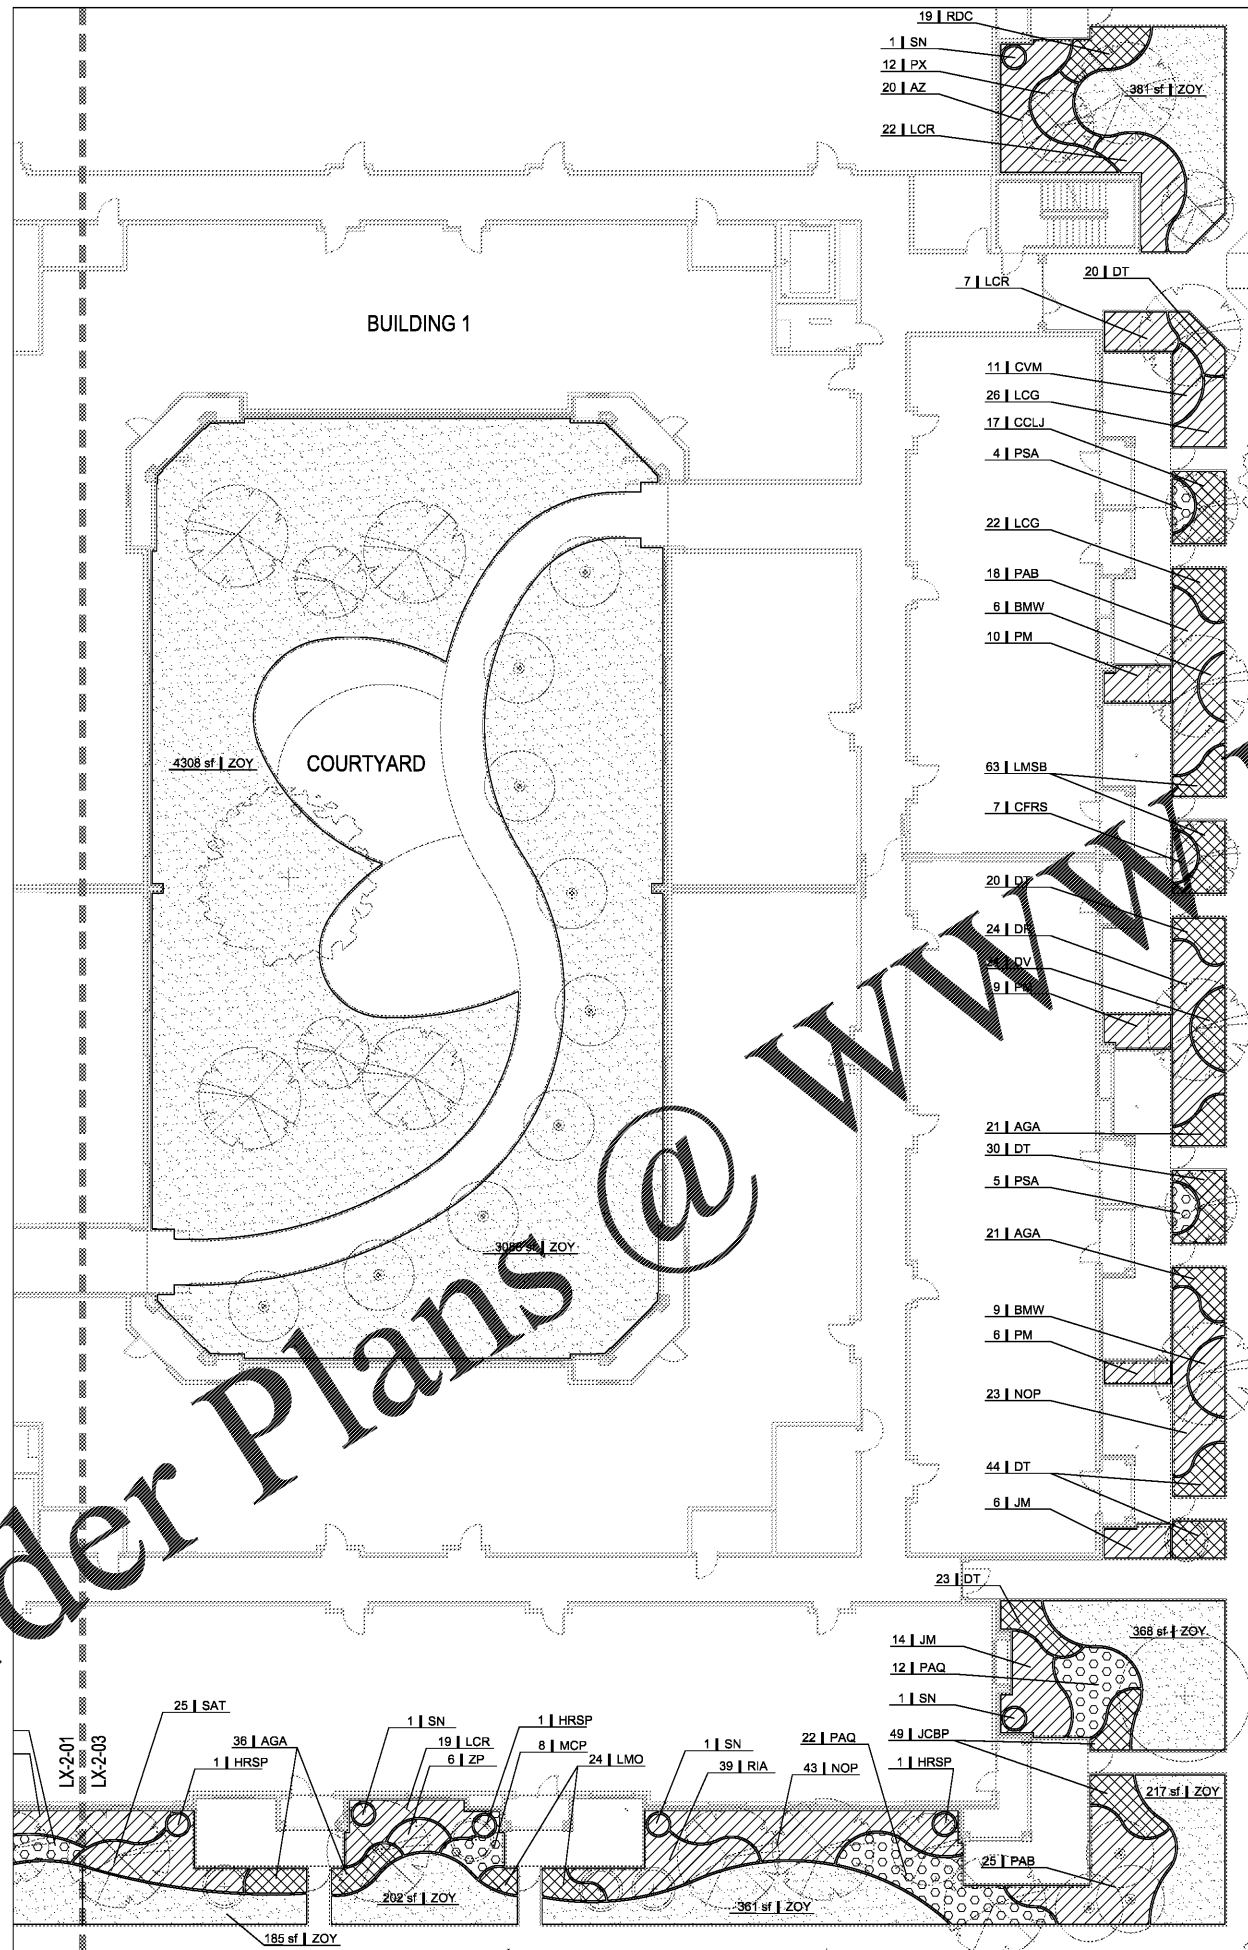 19 | RDC
1 | SN
12 | PX
20 | AZ
381 sf | ZOY
22 | LCR
20 | DT
7 | LCR
BUILDING 1
11 | CVM
26 | LCG
17 | CCLJ
4 | PSA
22 | LCG
18 | PAB
6 | BMW
10 | PM
4308 sf | ZOY
COURTYARD
63 | LMSB
7 | CFRS
20 | DT
9 | PM
21 | AGA
30 | DT
5 | PSA
21 | AGA
9 | BMW
6 | PM
23 | NOP
44 | DT
6 | JM
23 | DT
368 sf | ZOY
14 | JM
12 | PAQ
1 | SN
49 | JCBP
25 | SAT
36 | AGA
1 | HRSP
1 | SN
19 | LCR
6 | ZP
1 | HRSP
8 | MCP
24 | LMO
1 | SN
39 | RIA
43 | NOP
22 | PAQ
1 | HRSP
217 sf | ZOY
25 | PAB
202 sf | ZOY
361 sf | ZOY
185 sf | ZOY
LX-2-01
LX-2-03
der Plans @ www.